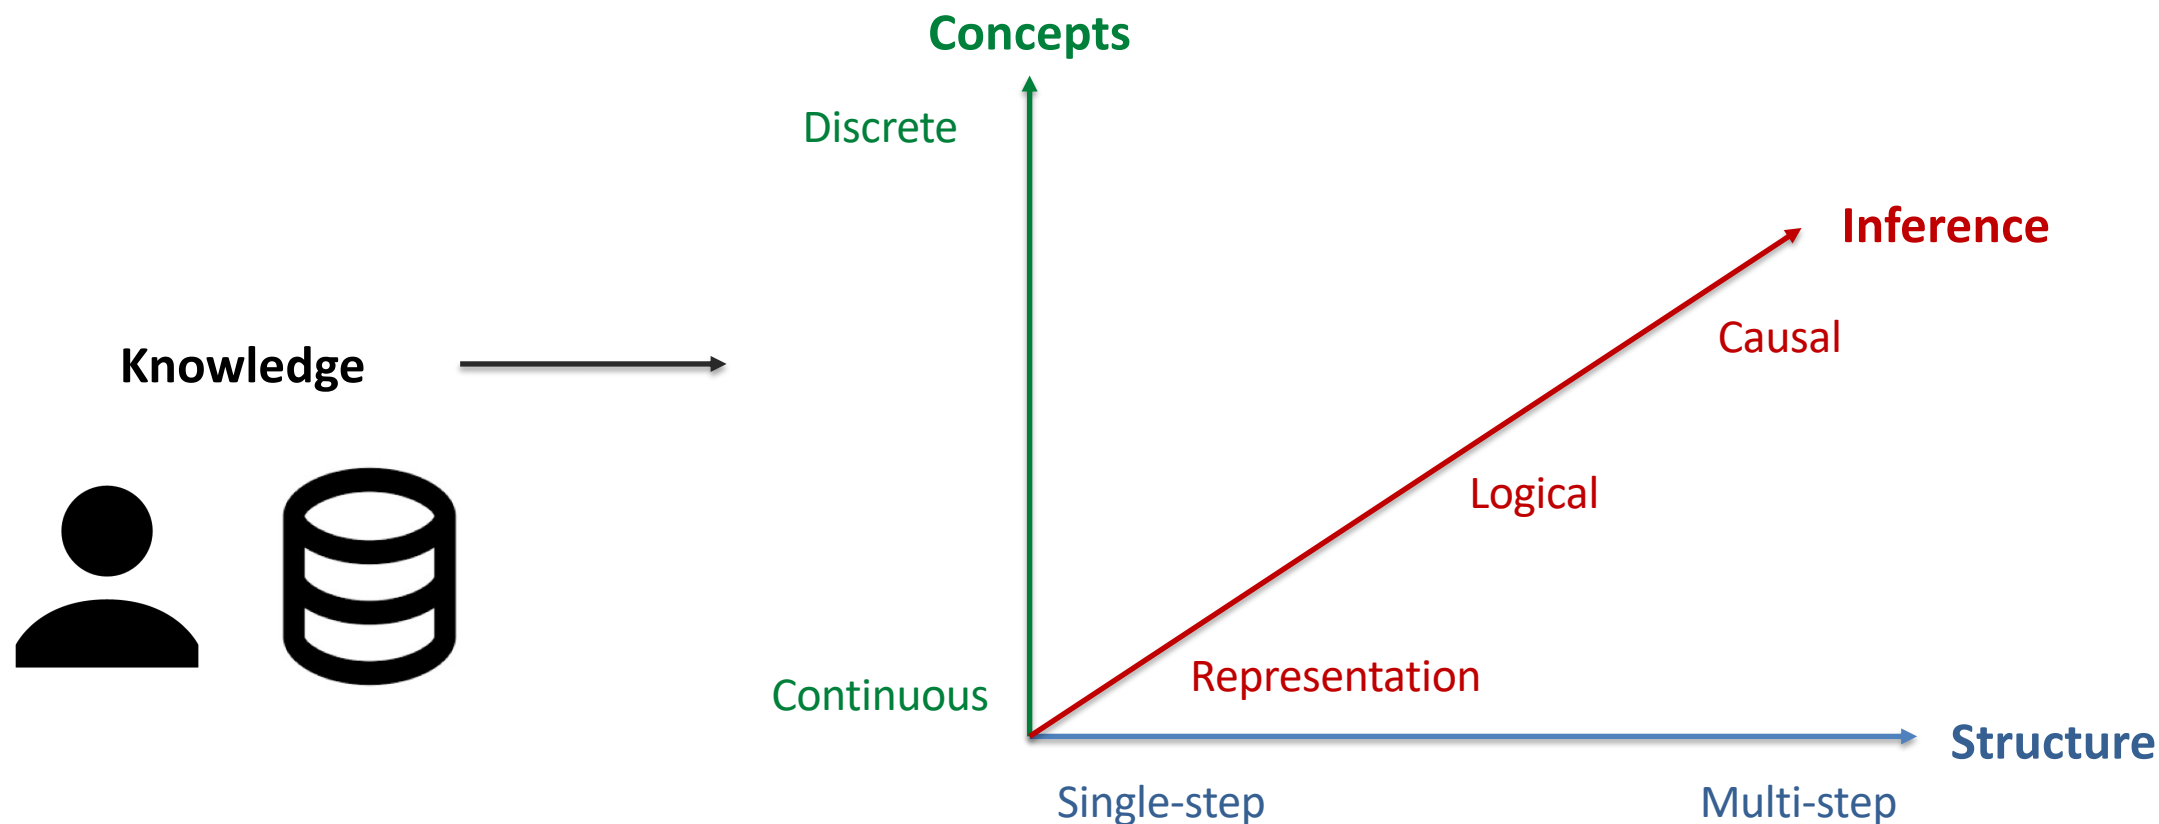 Concepts
Discrete
Inference
Causal
Knowledge
Logical
Representation
Continuous
Structure
Single-step
Multi-step